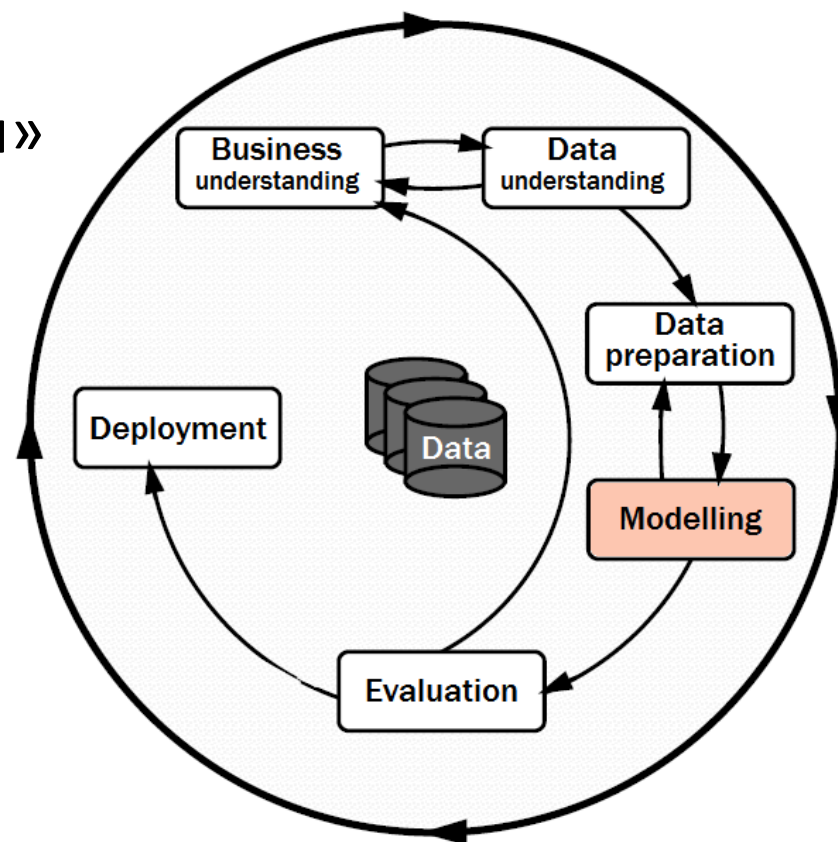 »
Business
understanding
Data
understanding
Data
preparation
Deployment
Data
Modelling
Evaluation